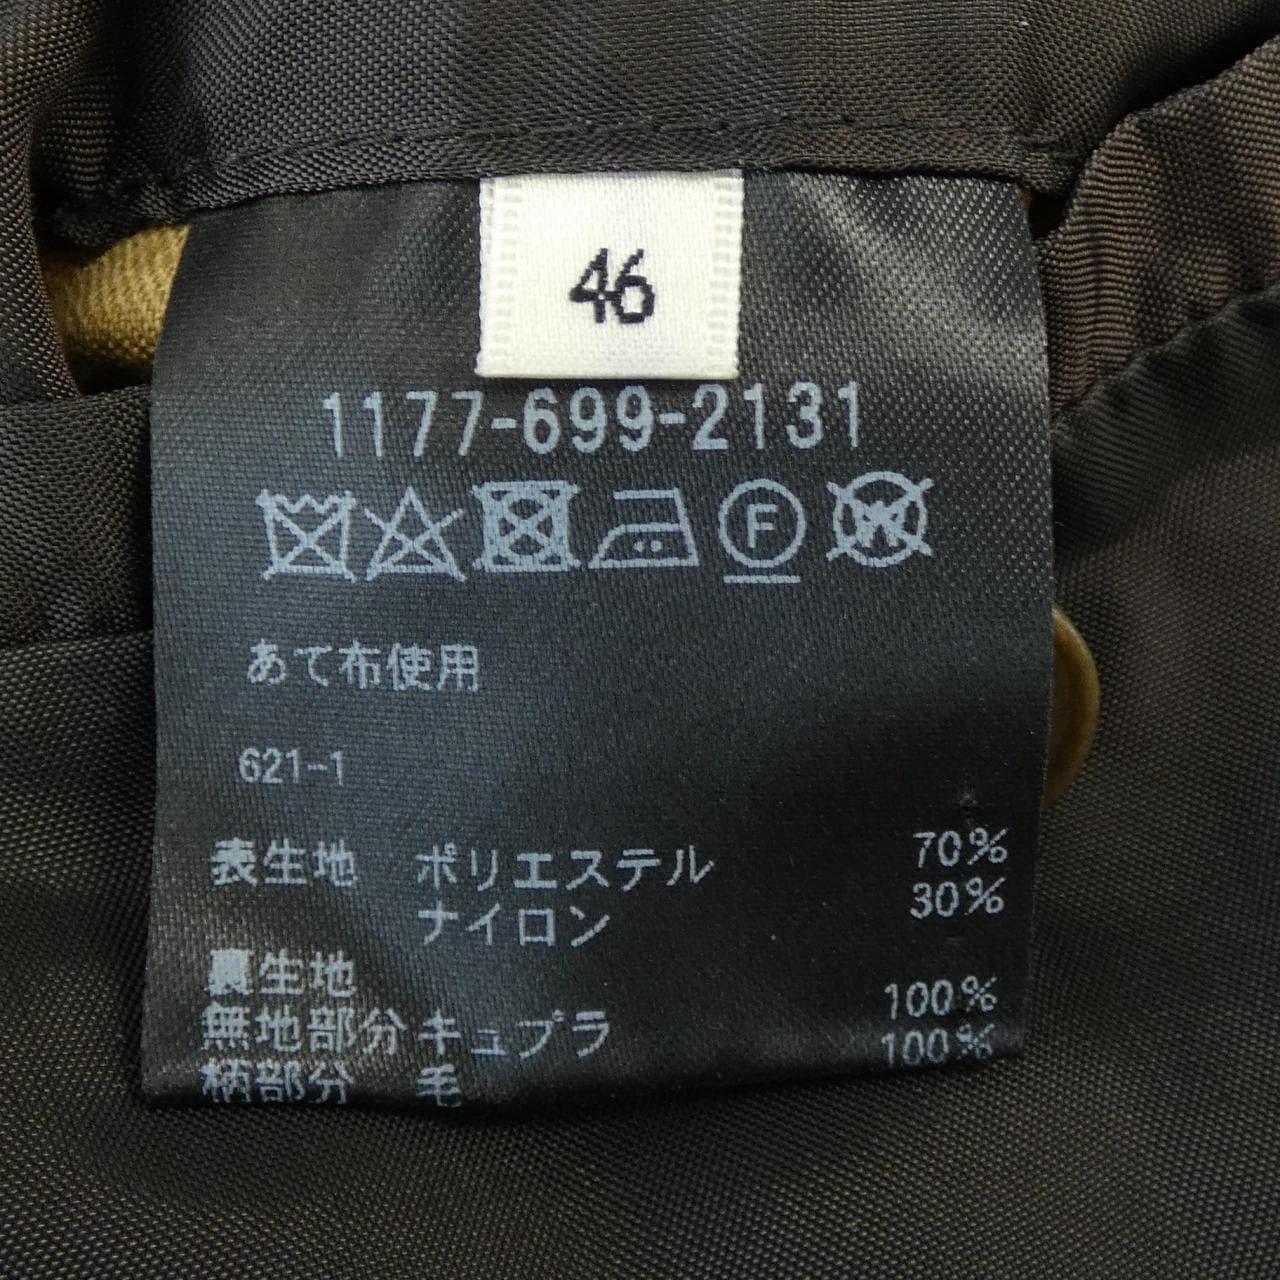 46
1177-699-2131
F
W
あて布使用
621-1
表生地 ポリエステル 70%
ナイロン 30%
裏生地
無地部分 キュプラ 100%
柄部分 毛 100%